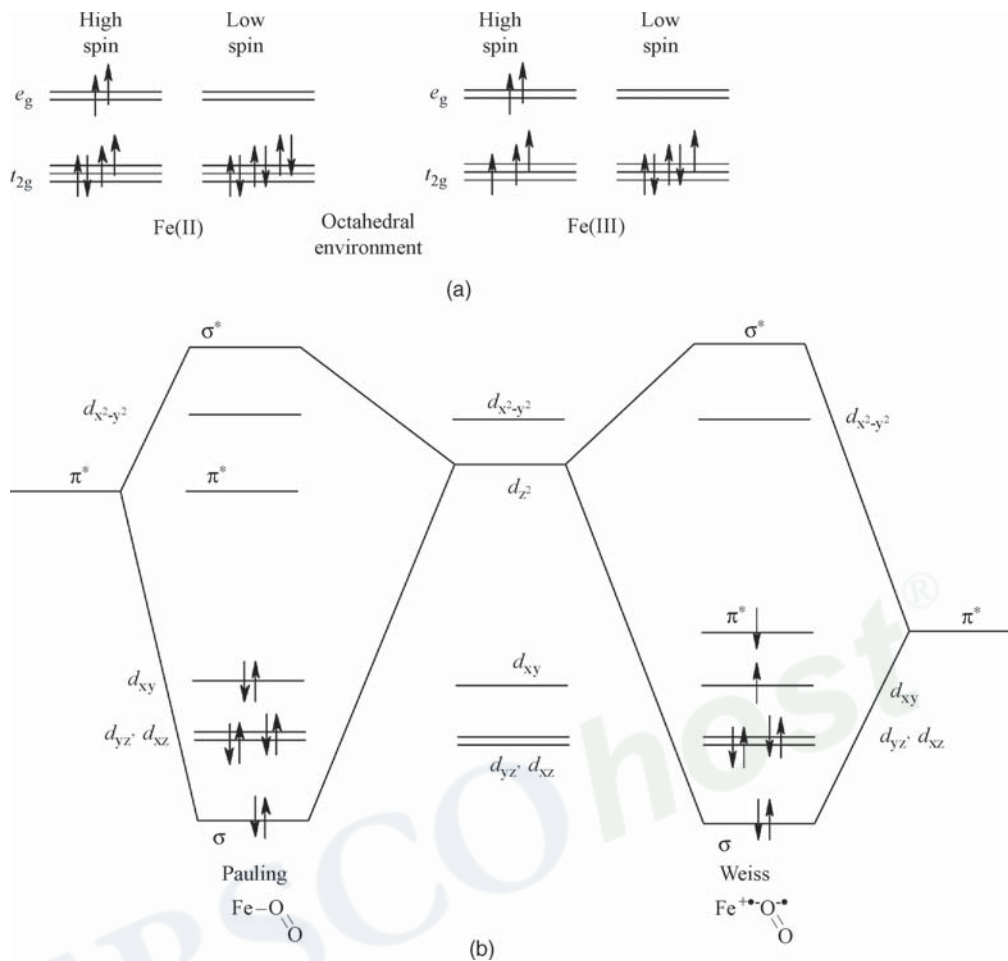 High spin
Low spin
High spin
Low spin
e_g
e_g
t_2g
t_2g
Fe(II)
Octahedral environment
Fe(III)
(a)
σ*
σ*
d_x²-y²
d_x²-y²
d_x²-y²
π*
π*
d_z²
π*
π*
d_xy
d_xy
d_xy
d_yz, d_xz
d_yz, d_xz
d_yz, d_xz
σ
σ
Pauling
Weiss
Fe–O
O
Fe⁺•-O-•
O
(b)
EBSCOhost®